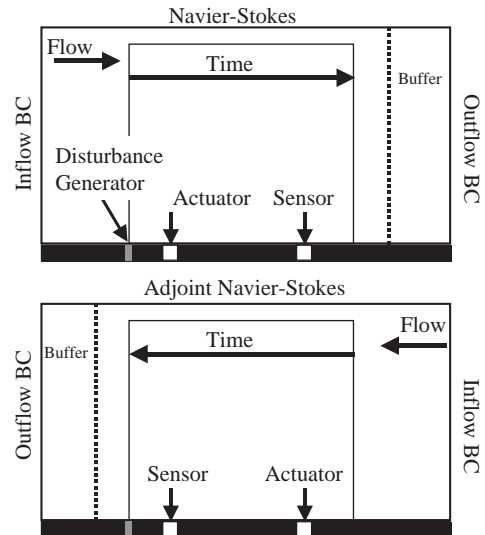 Navier-Stokes
Flow
Time
Buffer
Inflow BC
Outflow BC
Disturbance
Generator
Actuator
Sensor
Adjoint Navier-Stokes
Flow
Time
Buffer
Outflow BC
Inflow BC
Sensor
Actuator